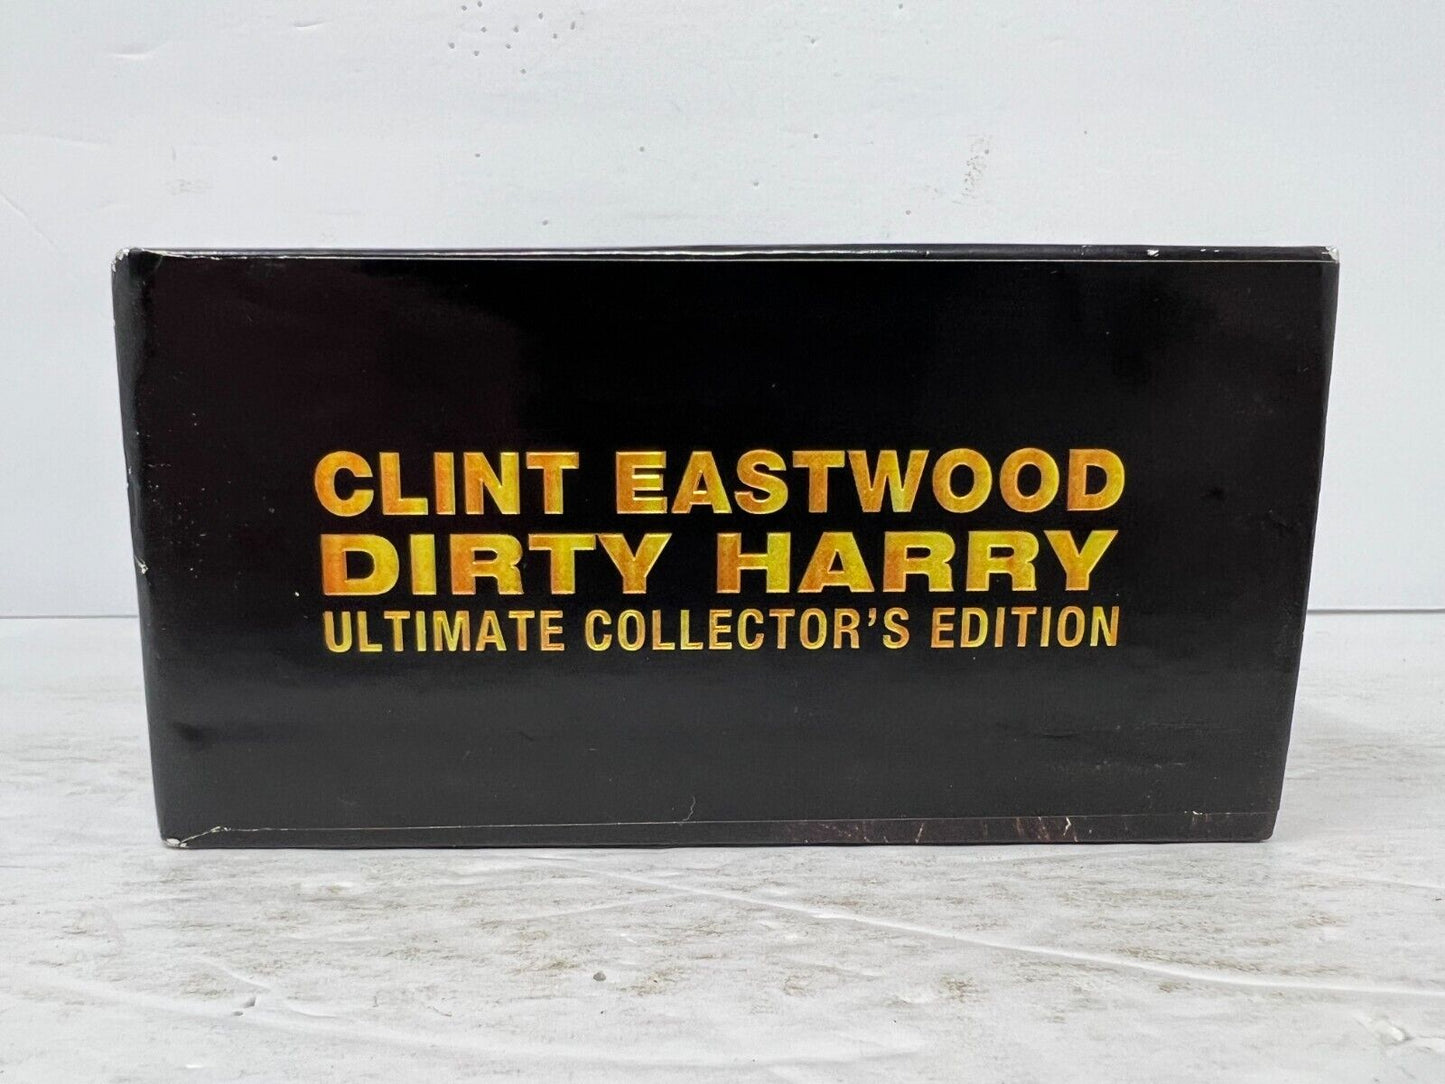 CLINT EASTWOOD
DIRTY HARRY
ULTIMATE COLLECTOR'S EDITION